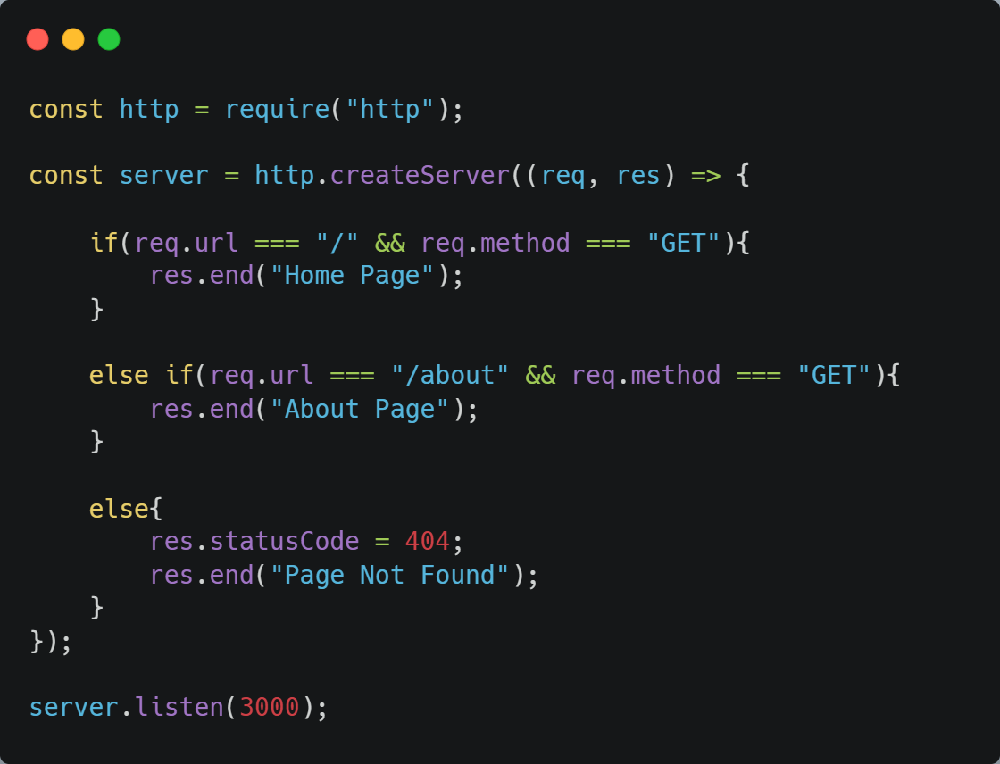 const http = require("http");

const server = http.createServer((req, res) => {

    if(req.url === "/" && req.method === "GET"){
        res.end("Home Page");
    }

    else if(req.url === "/about" && req.method === "GET"){
        res.end("About Page");
    }

    else{
        res.statusCode = 404;
        res.end("Page Not Found");
    }
});

server.listen(3000);